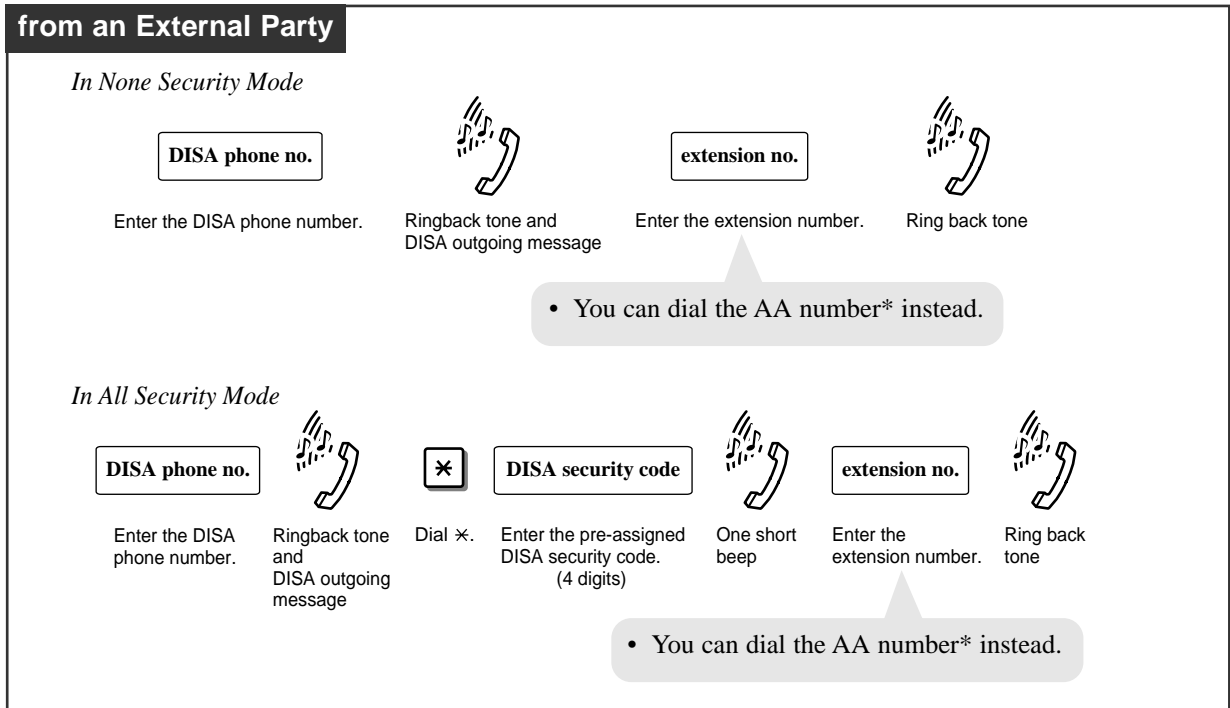 from an External Party
In None Security Mode
DISA phone no.
extension no.
Enter the DISA phone number.
Ringback tone and
DISA outgoing message
Enter the extension number.
Ring back tone
• You can dial the AA number* instead.
In All Security Mode
DISA phone no.
*
DISA security code
extension no.
Enter the DISA
phone number.
Ringback tone
and
DISA outgoing
message
Dial *.
Enter the pre-assigned
DISA security code.
(4 digits)
One short
beep
Enter the
extension number.
Ring back
tone
• You can dial the AA number* instead.